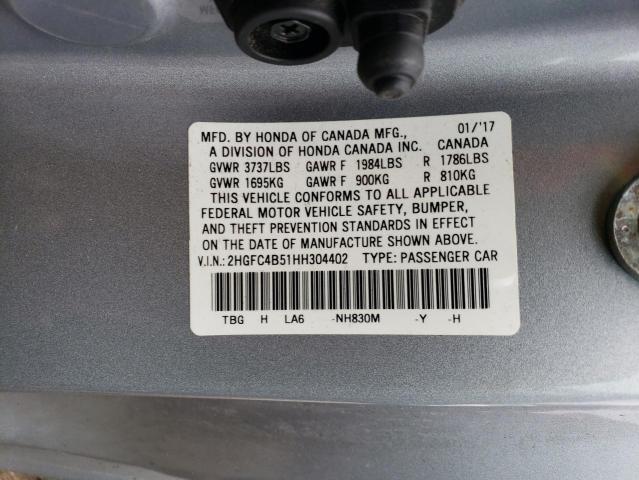 MFD. BY HONDA OF CANADA MFG., 01/'17
A DIVISION OF HONDA CANADA INC. CANADA
GVWR 3737LBS GAWR F 1984LBS R 1786LBS
GVWR 1695KG GAWR F 900KG R 810KG
THIS VEHICLE CONFORMS TO ALL APPLICABLE
FEDERAL MOTOR VEHICLE SAFETY, BUMPER,
AND THEFT PREVENTION STANDARDS IN EFFECT
ON THE DATE OF MANUFACTURE SHOWN ABOVE.
V.I.N.: 2HGFC4B51HH304402 TYPE: PASSENGER CAR
TBG H LA6 -NH830M -Y -H